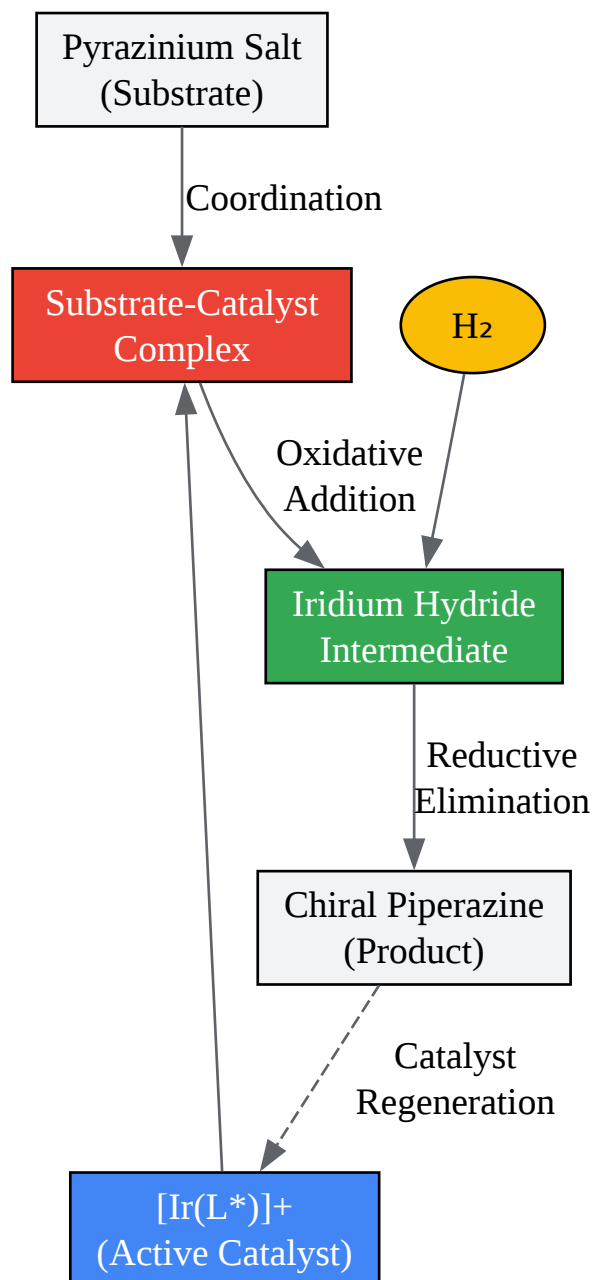 Pyrazinium Salt
(Substrate)
Coordination
Substrate-Catalyst
Complex
H₂
Oxidative
Addition
Iridium Hydride
Intermediate
Reductive
Elimination
Chiral Piperazine
(Product)
Catalyst
Regeneration
[Ir(L*)]+
(Active Catalyst)